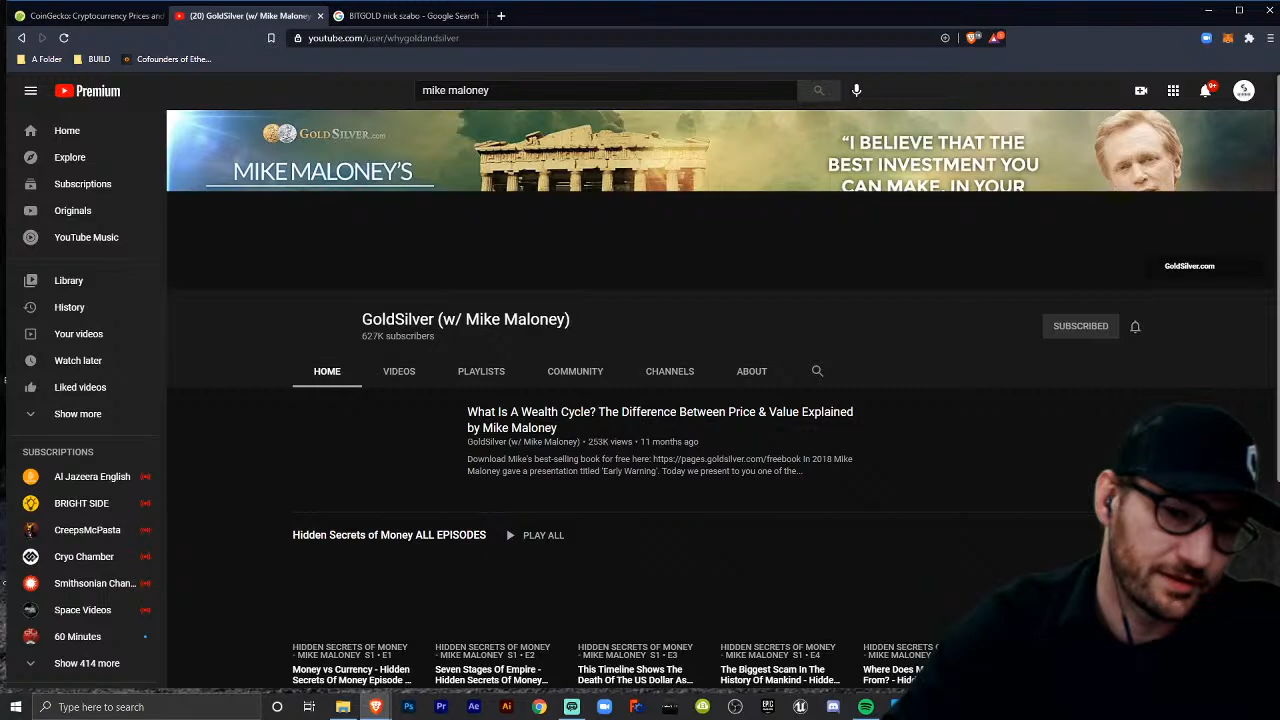 CoinGecko: Cryptocurrency Prices and
(20) GoldSilver (w/ Mike Maloney
BITGOLD nick szabo - Google Search
youtube.com/user/whygoldandsilver
A Folder
BUILD
Cofounders of Ethe...
Premium
mike maloney
9+
GOLDSILVER.com
MIKE MALONEY'S
“I BELIEVE THAT THE
BEST INVESTMENT YOU
CAN MAKE, IN YOUR
GoldSilver.com
Home
Explore
Subscriptions
Originals
YouTube Music
Library
History
Your videos
Watch later
Liked videos
Show more
SUBSCRIPTIONS
Al Jazeera English
BRIGHT SIDE
CreepsMcPasta
Cryo Chamber
Smithsonian Chan...
Space Videos
60 Minutes
Show 414 more
GoldSilver (w/ Mike Maloney)
627K subscribers
SUBSCRIBED
HOME
VIDEOS
PLAYLISTS
COMMUNITY
CHANNELS
ABOUT
What Is A Wealth Cycle? The Difference Between Price & Value Explained
by Mike Maloney
GoldSilver (w/ Mike Maloney) • 253K views • 11 months ago
Download Mike's best-selling book for free here: https://pages.goldsilver.com/freebook In 2018 Mike
Maloney gave a presentation titled 'Early Warning'. Today we present to you one of the...
Hidden Secrets of Money ALL EPISODES
PLAY ALL
HIDDEN SECRETS OF MONEY
- MIKE MALONEY S1 • E1
Money vs Currency - Hidden
Secrets Of Money Episode ...
HIDDEN SECRETS OF MONEY
- MIKE MALONEY S1 • E2
Seven Stages Of Empire -
Hidden Secrets Of Money...
HIDDEN SECRETS OF MONEY
- MIKE MALONEY S1 • E3
This Timeline Shows The
Death Of The US Dollar As...
HIDDEN SECRETS OF MONEY
- MIKE MALONEY S1 • E4
The Biggest Scam In The
History Of Mankind - Hidde...
HIDDEN SECRETS
- MIKE MALONEY
Where Does M
From? - Hidden
Type here to search
Ps
Pr
Ae
Ai
EPIC